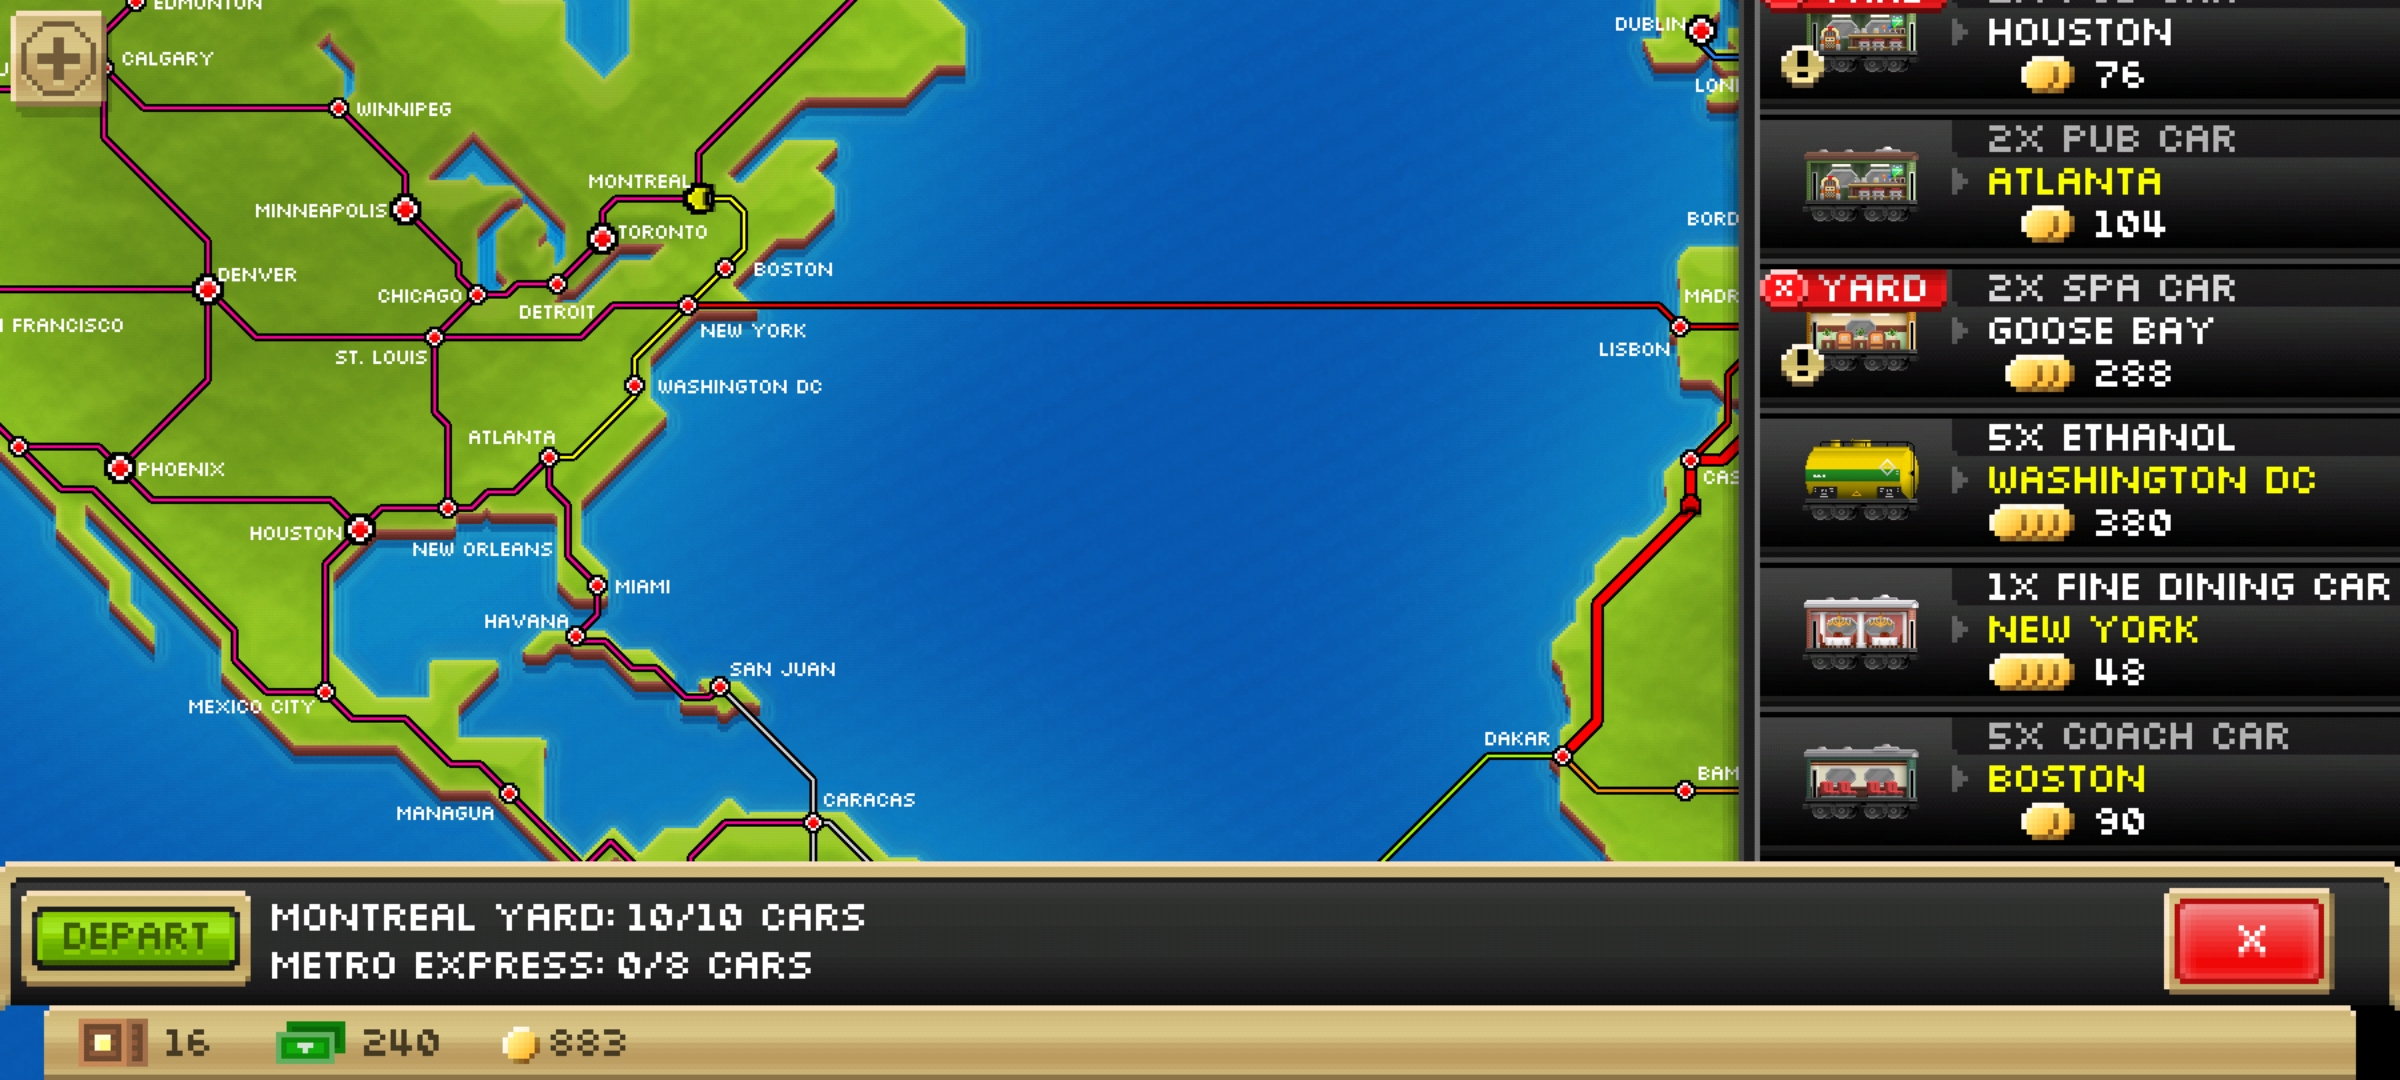 EDMONTON
CALGARY
WINNIPEG
MINNEAPOLIS
MONTREAL
TORONTO
DENVER
CHICAGO
DETROIT
BOSTON
FRANCISCO
ST. LOUIS
NEW YORK
WASHINGTON DC
ATLANTA
PHOENIX
HOUSTON
NEW ORLEANS
MIAMI
HAVANA
SAN JUAN
MEXICO CITY
MANAGUA
CARACAS
DUBLIN
LON
BORD
MADR
LISBON
CAS
DAKAR
BAM
HOUSTON
76
2X PUB CAR
ATLANTA
104
X YARD
2X SPA CAR
GOOSE BAY
288
5X ETHANOL
WASHINGTON DC
380
1X FINE DINING CAR
NEW YORK
48
5X COACH CAR
BOSTON
90
DEPART
MONTREAL YARD: 10/10 CARS
METRO EXPRESS: 0/8 CARS
X
16
240
883